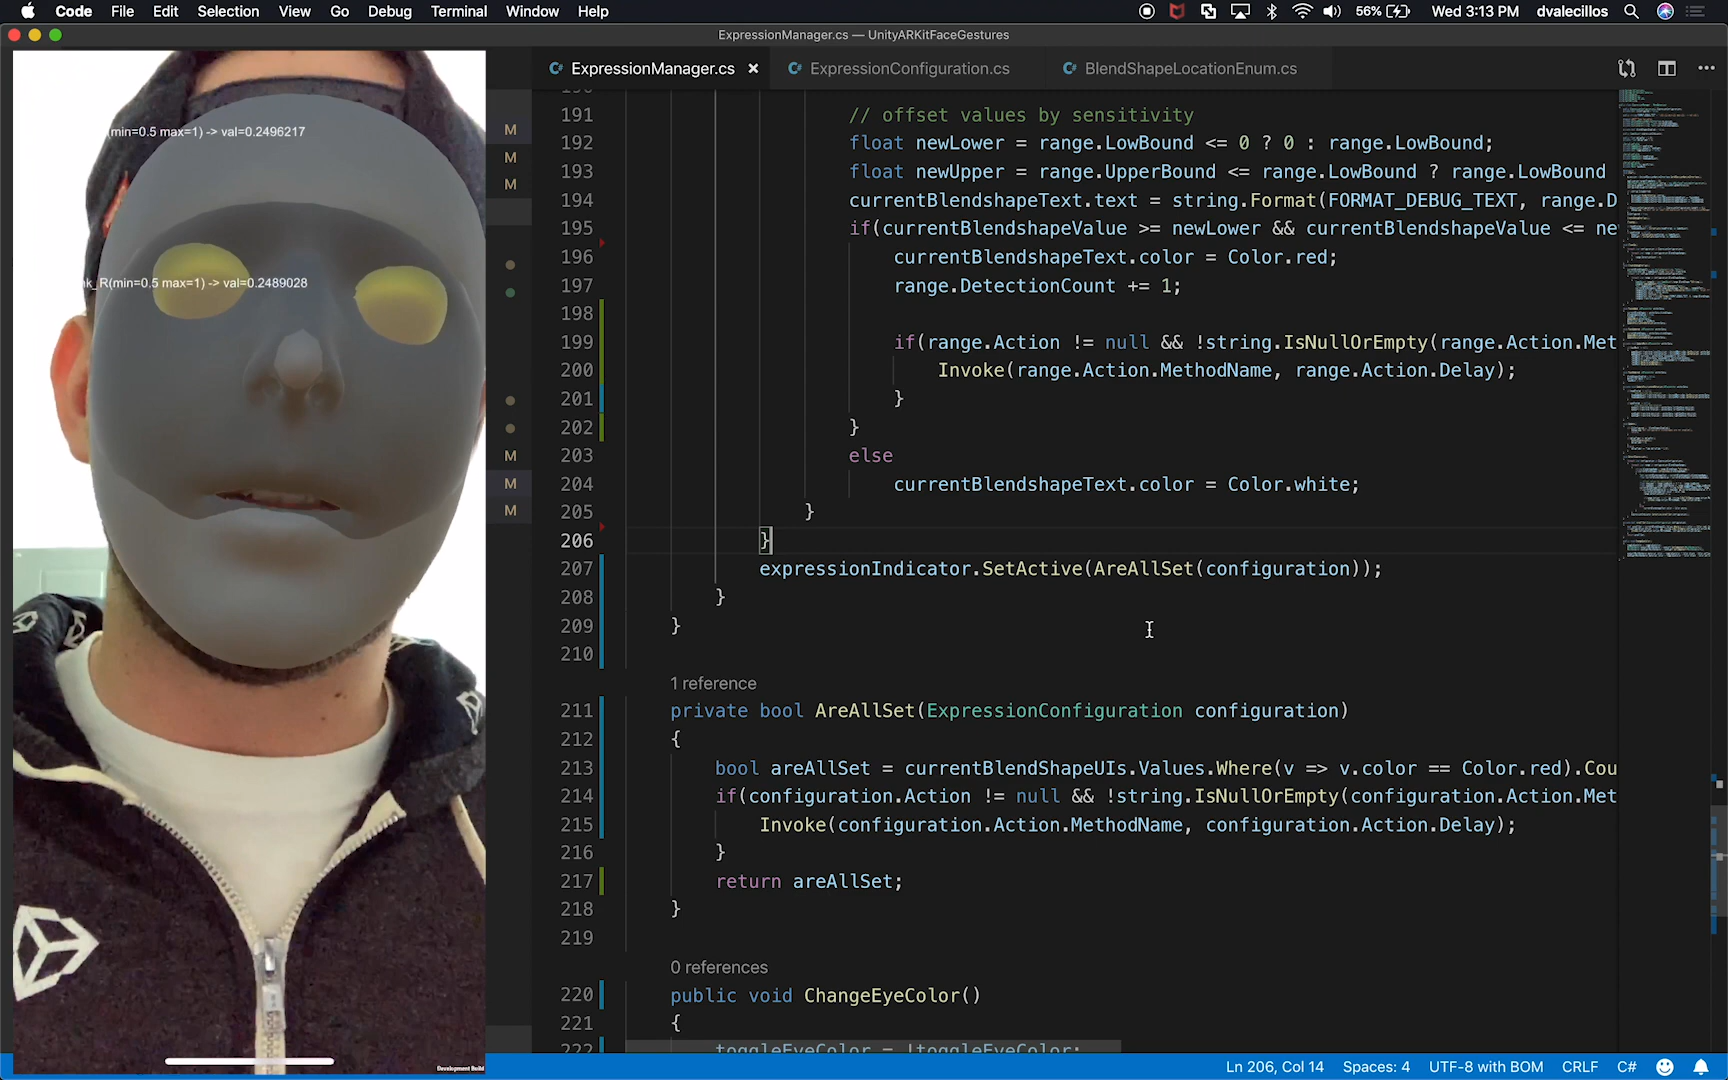 Code File Edit Selection View Go Debug Terminal Window Help
56% Wed 3:13 PM dvalecillos
ExpressionManager.cs — UnityARKitFaceGestures
ExpressionManager.cs ExpressionConfiguration.cs BlendShapeLocationEnum.cs
(min=0.5 max=1) -> val=0.2496217
_R(min=0.5 max=1) -> val=0.2489028
Development Build
M
M
M
M
M
M
191 // offset values by sensitivity
192 float newLower = range.LowBound <= 0 ? 0 : range.LowBound;
193 float newUpper = range.UpperBound <= range.LowBound ? range.LowBound
194 currentBlendshapeText.text = string.Format(FORMAT_DEBUG_TEXT, range.D
195 if(currentBlendshapeValue >= newLower && currentBlendshapeValue <= ne
196 currentBlendshapeText.color = Color.red;
197 range.DetectionCount += 1;
198
199 if(range.Action != null && !string.IsNullOrEmpty(range.Action.Met
200 Invoke(range.Action.MethodName, range.Action.Delay);
201 }
202 }
203 else
204 currentBlendshapeText.color = Color.white;
205 }
206 }
207 expressionIndicator.SetActive(AreAllSet(configuration));
208 }
209 }
210
1 reference
211 private bool AreAllSet(ExpressionConfiguration configuration)
212 {
213 bool areAllSet = currentBlendShapeUIs.Values.Where(v => v.color == Color.red).Cou
214 if(configuration.Action != null && !string.IsNullOrEmpty(configuration.Action.Met
215 Invoke(configuration.Action.MethodName, configuration.Action.Delay);
216 }
217 return areAllSet;
218 }
219
0 references
220 public void ChangeEyeColor()
221 {
222 toggleEyeColor = !toggleEyeColor;
Ln 206, Col 14 Spaces: 4 UTF-8 with BOM CRLF C#